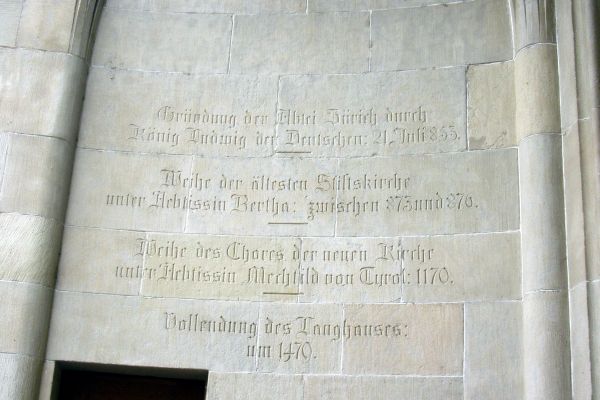 Gründung der Abtei Zürich durch
König Ludwig der Deutschen: 21. Juli 853.
Weihe der ältesten Stiftskirche
unter Aebtissin Bertha: zwischen 873 und 876.
Weihe des Chores der neuen Kirche
unter Aebtissin Mechtild von Tyrol: 1170.
Vollendung des Langhauses:
um 1470.